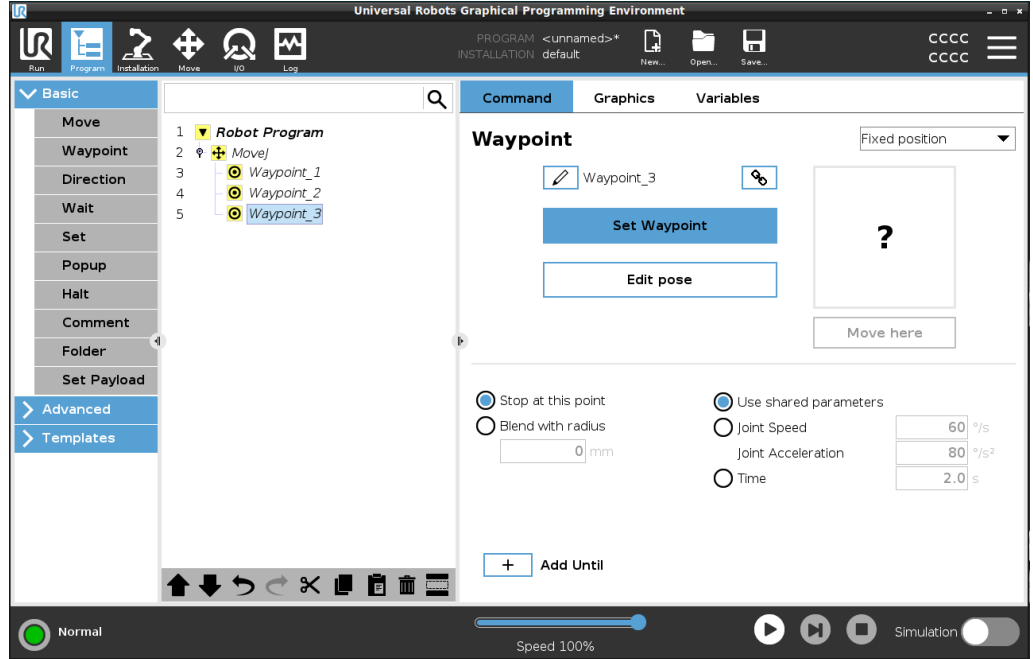 Universal Robots Graphical Programming Environment
Run Program Installation Move I/O Log
PROGRAM <unnamed>*
INSTALLATION default
New... Open... Save...
CCCC
CCCC
Basic
Move
Waypoint
Direction
Wait
Set
Popup
Halt
Comment
Folder
Set Payload
Advanced
Templates
1 Robot Program
2 MoveJ
3 Waypoint_1
4 Waypoint_2
5 Waypoint_3
Command Graphics Variables
Waypoint
Fixed position
Waypoint_3
Set Waypoint
Edit pose
?
Move here
Stop at this point
Blend with radius
0 mm
Use shared parameters
Joint Speed 60 °/s
Joint Acceleration 80 °/s²
Time 2.0 s
+ Add Until
Normal
Speed 100%
Simulation